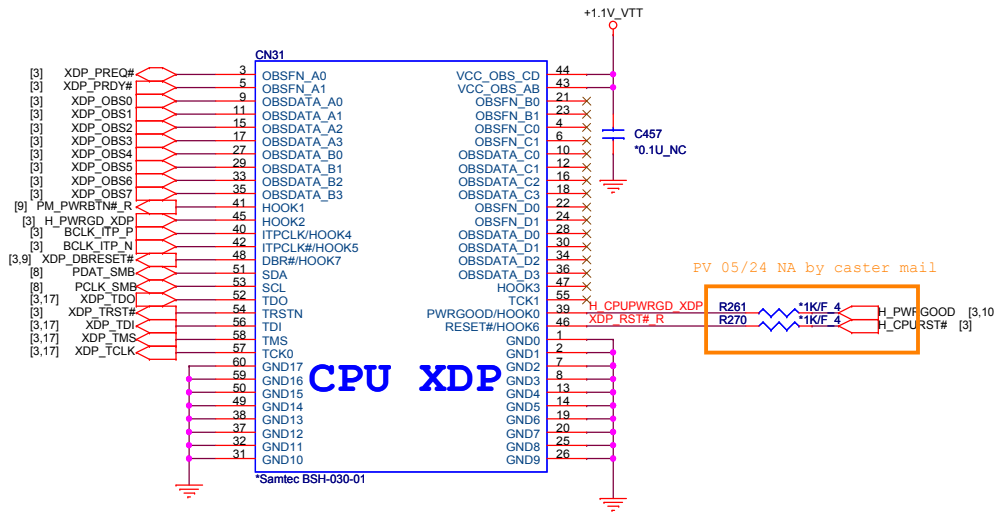 +1.1V_VTT
CN31
[3] XDP_PREQ# 3 OBSFN_A0 VCC_OBS_CD 44
[3] XDP_PRDY# 5 OBSFN_A1 VCC_OBS_AB 43
[3] XDP_OBS0 9 OBSDATA_A0 OBSFN_B0 21
[3] XDP_OBS1 11 OBSDATA_A1 OBSFN_B1 23
[3] XDP_OBS2 15 OBSDATA_A2 OBSFN_C0 4
[3] XDP_OBS3 17 OBSDATA_A3 OBSFN_C1 6
C457
*0.1U_NC
[3] XDP_OBS4 27 OBSDATA_B0 OBSDATA_C0 10
[3] XDP_OBS5 29 OBSDATA_B1 OBSDATA_C1 12
[3] XDP_OBS6 33 OBSDATA_B2 OBSDATA_C2 16
[3] XDP_OBS7 35 OBSDATA_B3 OBSDATA_C3 18
[9] PM_PWRBTN#_R 41 HOOK1 OBSFN_D0 22
[3] H_PWRGD_XDP 45 HOOK2 OBSFN_D1 24
[3] BCLK_ITP_P 40 ITPCLK/HOOK4 OBSDATA_D0 28
[3] BCLK_ITP_N 42 ITPCLK#/HOOK5 OBSDATA_D1 30
[3,9] XDP_DBRESET# 48 DBR#/HOOK7 OBSDATA_D2 34
[8] PDAT_SMB 51 SDA OBSDATA_D3 36
PV 05/24 NA by caster mail
[8] PCLK_SMB 53 SCL HOOK3 47
[3,17] XDP_TDO 52 TDO TCK1 55
[3] XDP_TRST# 54 TRSTN PWRGOOD/HOOK0 39 H_CPUPWRGD_XDP R261 *1K/F_4 H_PWRGOOD [3,10
[3,17] XDP_TDI 56 TDI RESET#/HOOK6 46 XDP_RST#_R R270 *1K/F_4 H_CPURST# [3]
[3,17] XDP_TMS 58 TMS GND0 1
[3,17] XDP_TCLK 57 TCK0 GND1 2
60 GND17 GND2 7
59 GND16 GND3 8
CPU XDP
50 GND15 GND4 13
49 GND14 GND5 14
38 GND13 GND6 19
37 GND12 GND7 20
32 GND11 GND8 25
31 GND10 GND9 26
*Samtec BSH-030-01